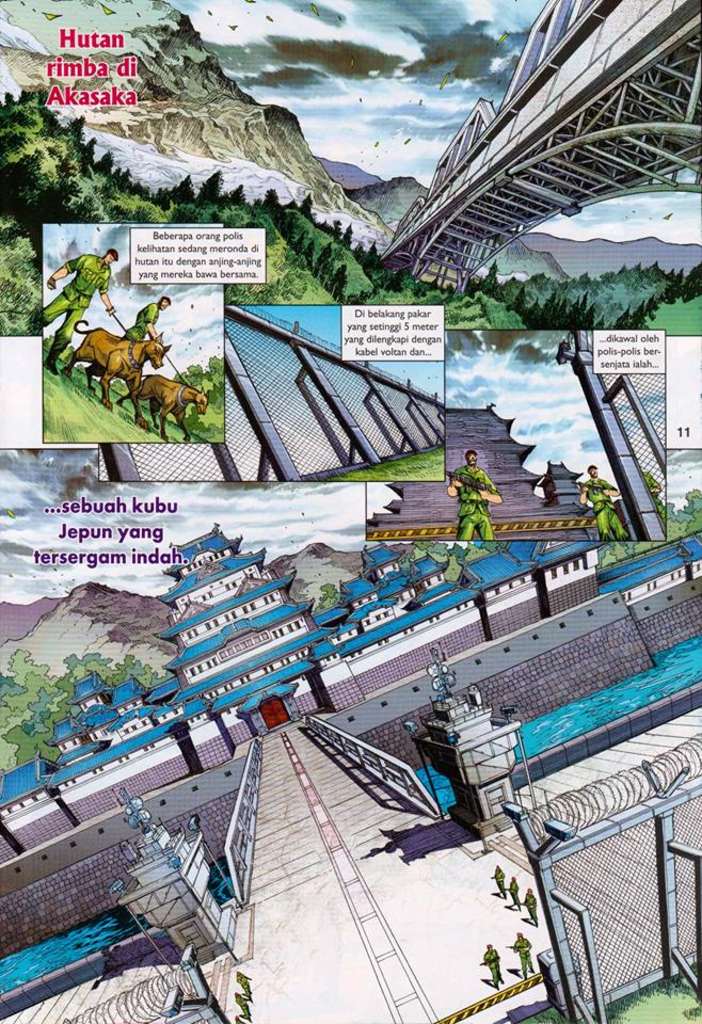 Hutan
rimba di
Akasaka
Beberapa orang polis
kelihatan sedang meronda di
hutan itu dengan anjing-anjing
yang mereka bawa bersama.
Di belakang pakar
yang setinggi 5 meter
yang dilengkapi dengan
kabel voltan dan...
...dikawal oleh
polis-polis ber-
senjata ialah...
11
...sebuah kubu
Jepun yang
tersergam indah.